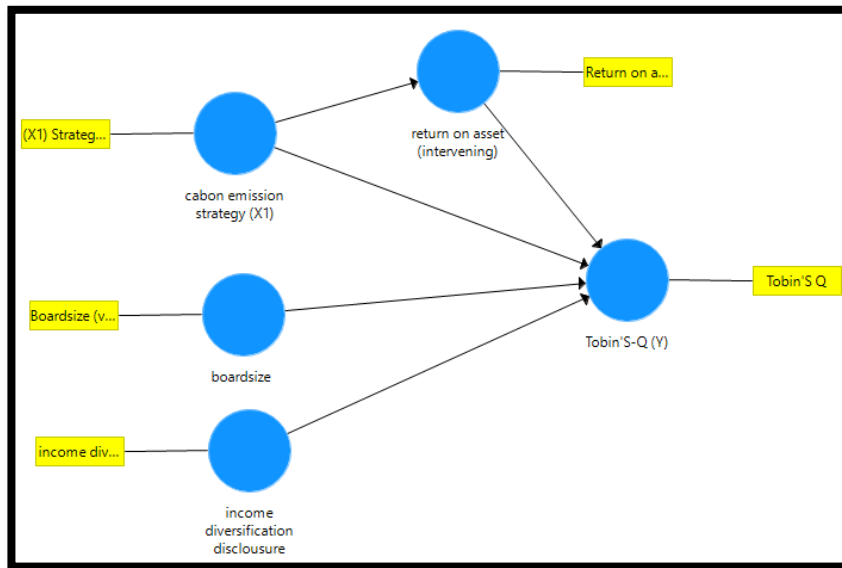 Return on a...
return on asset
(intervening)
(X1) Strateg...
cabon emission
strategy (X1)
Tobin'S Q
Tobin'S-Q (Y)
Boardsize (v...
boardsize
income div...
income
diversification
disclousure